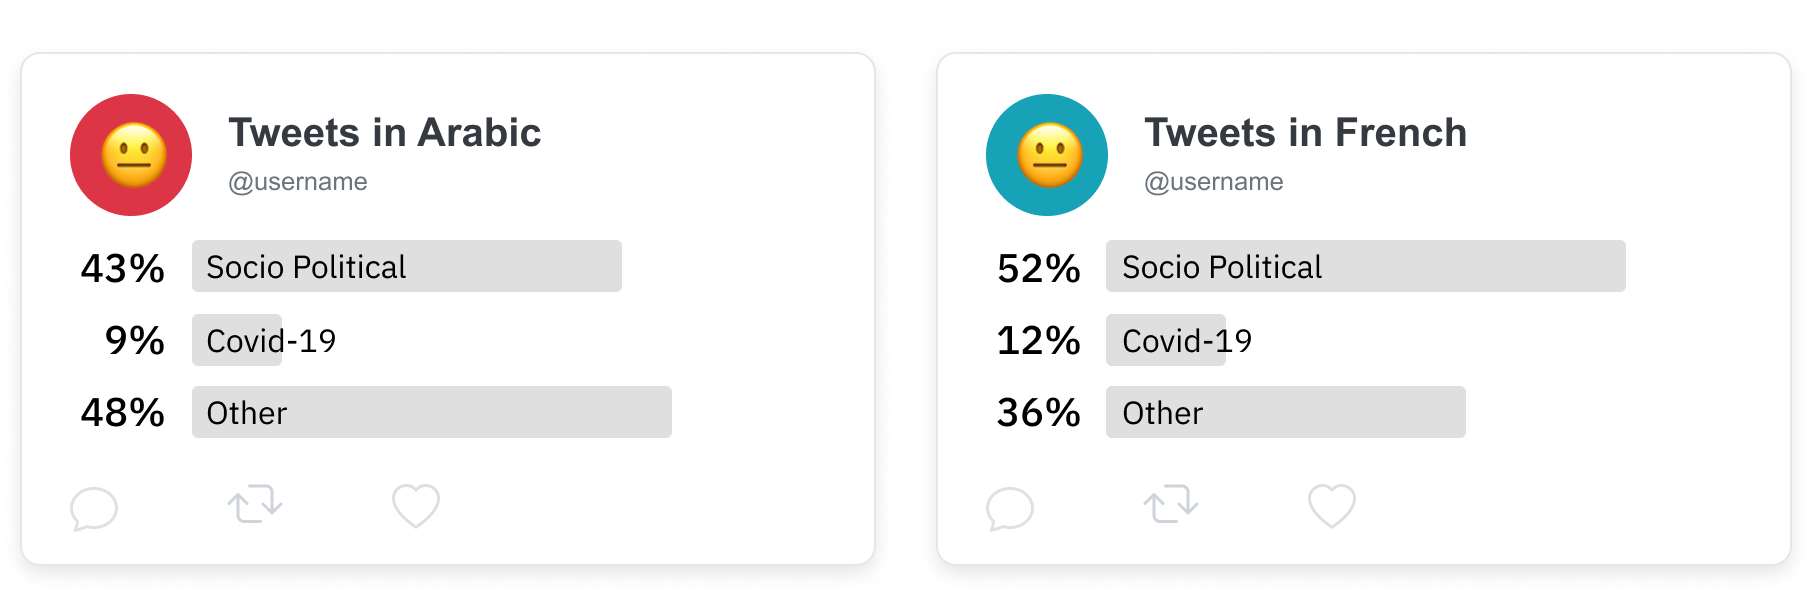 Tweets in Arabic
@username
43% Socio Political
9% Covid-19
48% Other
Tweets in French
@username
52% Socio Political
12% Covid-19
36% Other